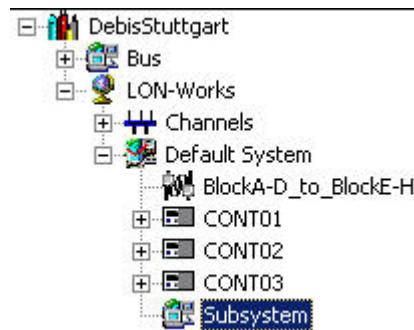 DebisStuttgart
Bus
LON-Works
Channels
Default System
BlockA-D_to_BlockE-H
CONT01
CONT02
CONT03
Subsystem